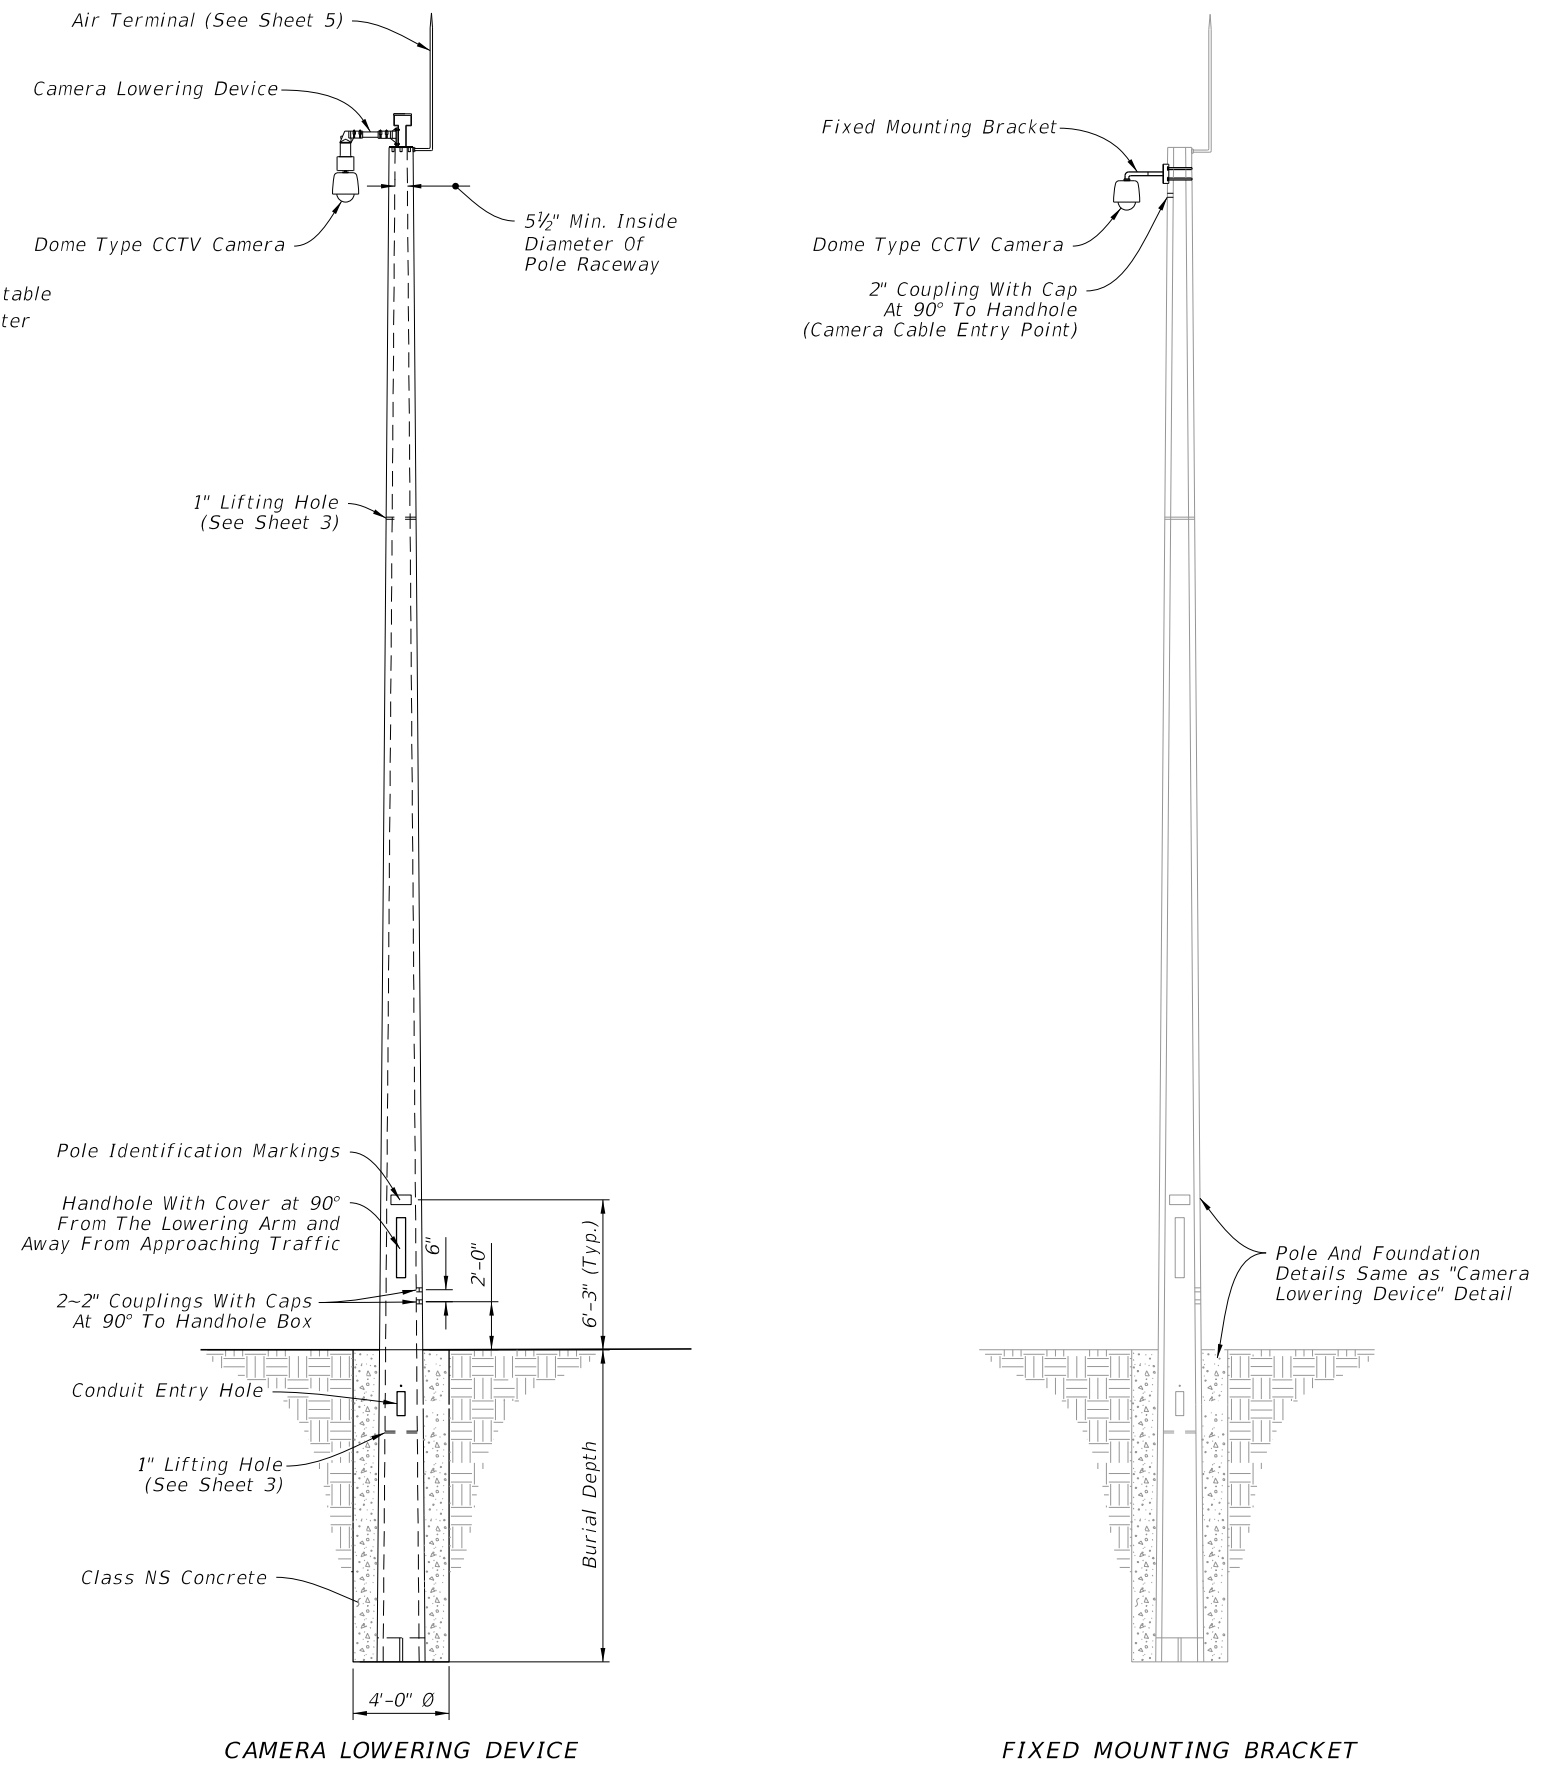 Air Terminal (See Sheet 5)
Camera Lowering Device
Dome Type CCTV Camera
5½" Min. Inside
Diameter Of
Pole Raceway
table
ter
1" Lifting Hole
(See Sheet 3)
Pole Identification Markings
Handhole With Cover at 90°
From The Lowering Arm and
Away From Approaching Traffic
2~2" Couplings With Caps
At 90° To Handhole Box
6"
2'-0"
6'-3" (Typ.)
Conduit Entry Hole
1" Lifting Hole
(See Sheet 3)
Burial Depth
Class NS Concrete
4'-0" Ø
CAMERA LOWERING DEVICE
Fixed Mounting Bracket
Dome Type CCTV Camera
2" Coupling With Cap
At 90° To Handhole
(Camera Cable Entry Point)
Pole And Foundation
Details Same as "Camera
Lowering Device" Detail
FIXED MOUNTING BRACKET